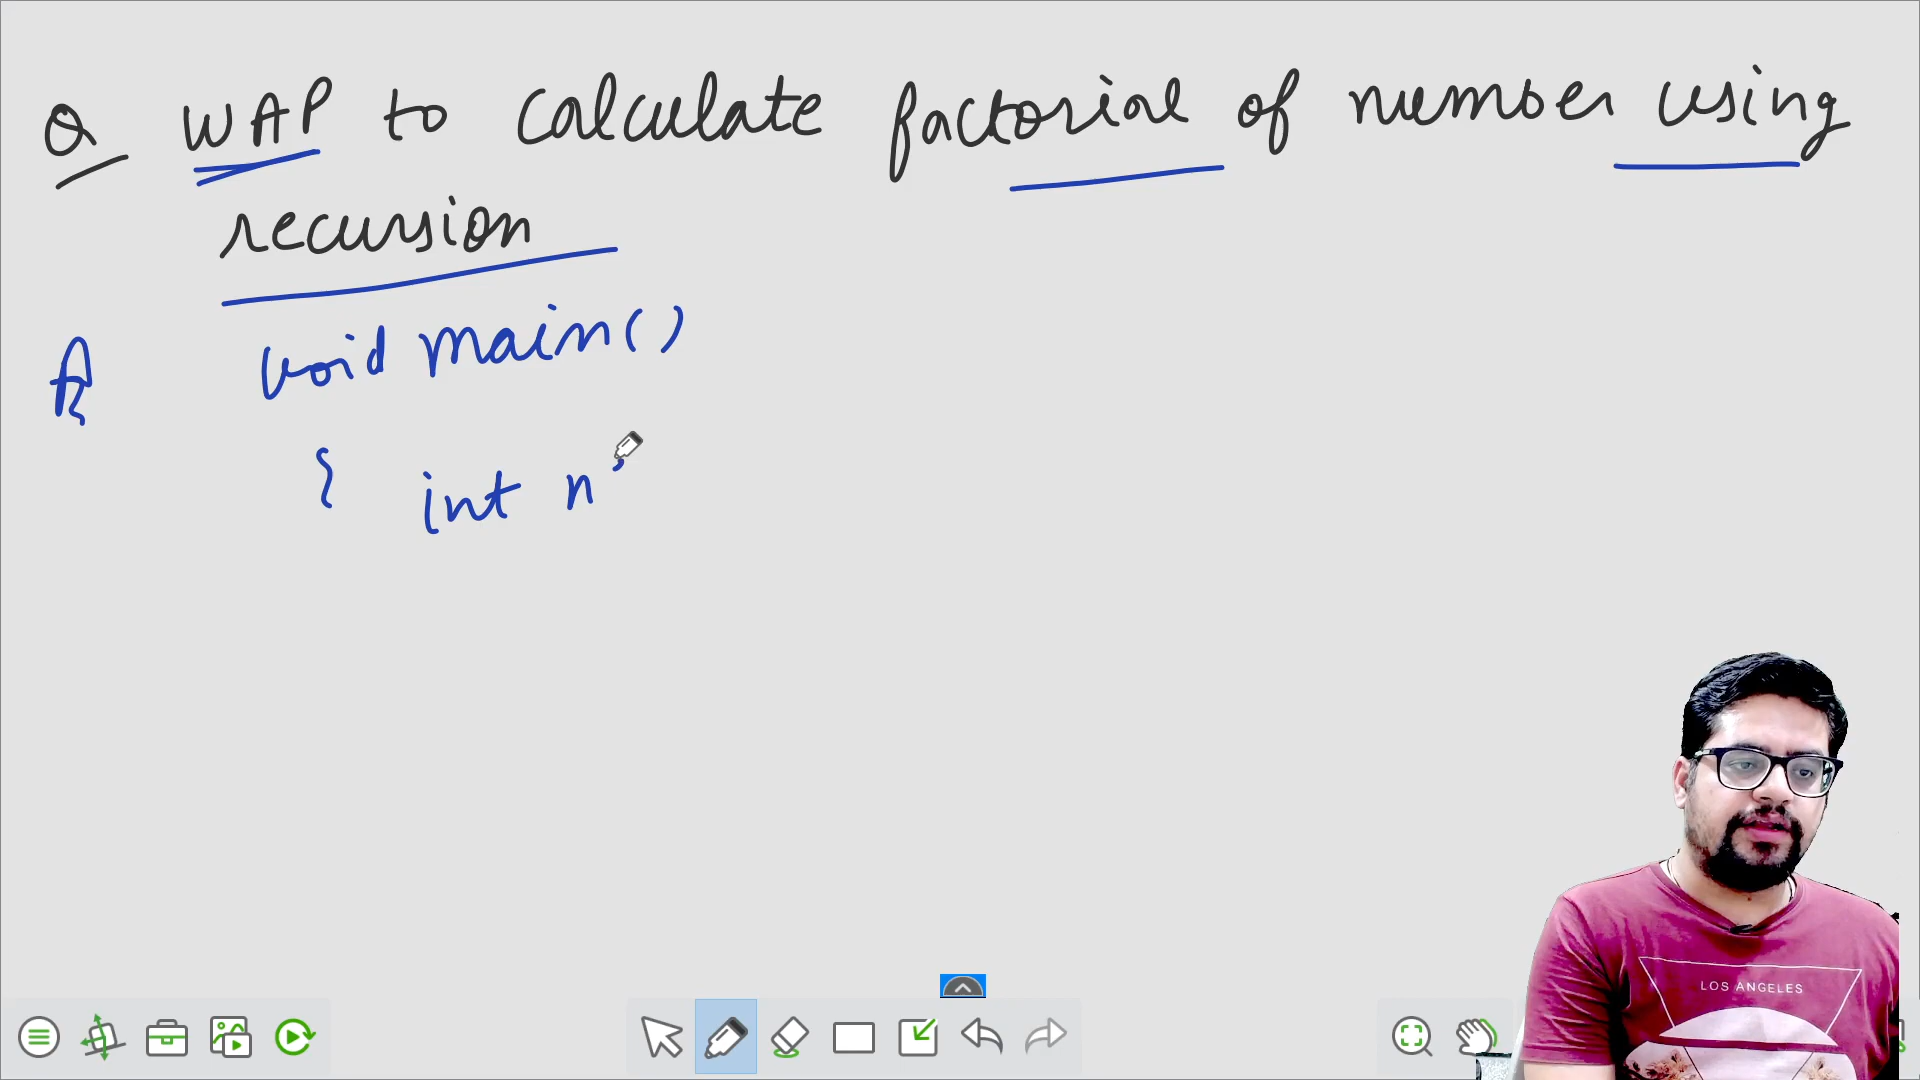 Q WAP to calculate factorial of number using
recursion
A void main()
{ int n,
LOS ANGELES